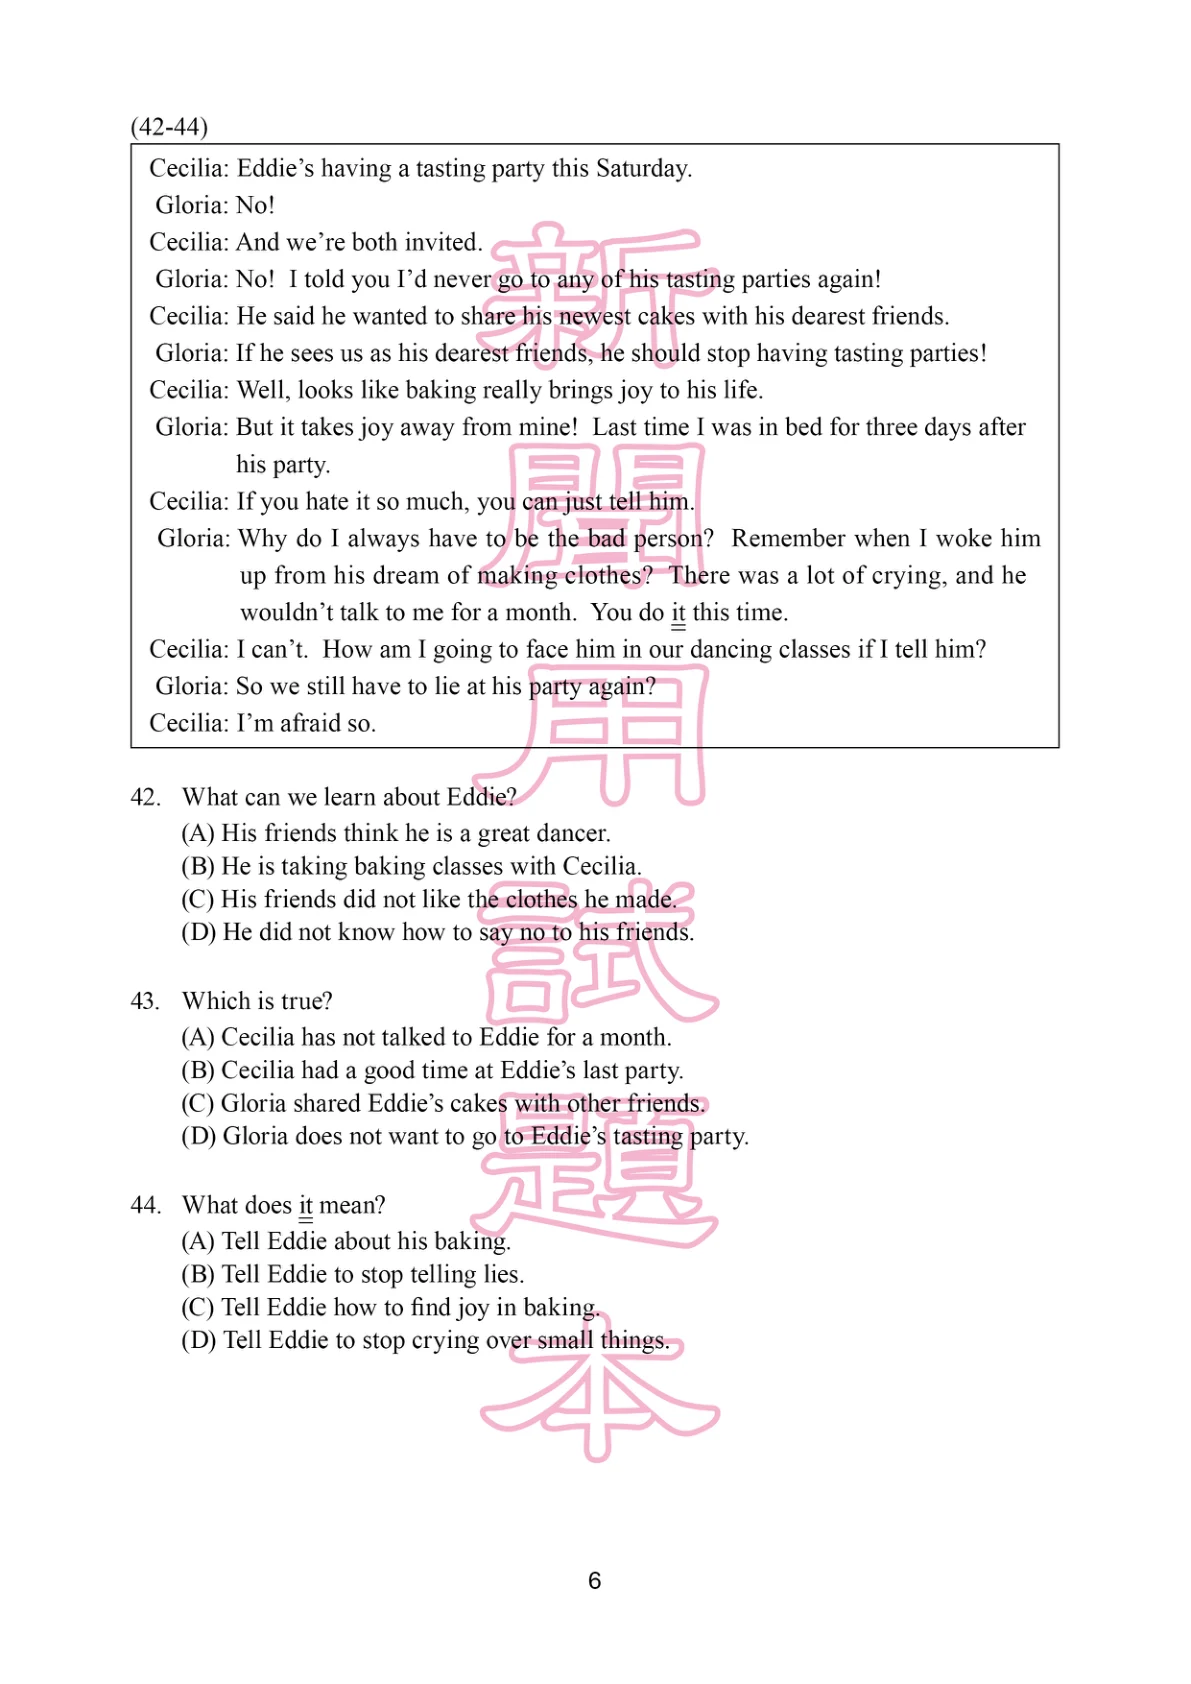 (42-44)
Cecilia: Eddie’s having a tasting party this Saturday.
Gloria: No!
Cecilia: And we’re both invited.
Gloria: No! I told you I’d never go to any of his tasting parties again!
Cecilia: He said he wanted to share his newest cakes with his dearest friends.
Gloria: If he sees us as his dearest friends, he should stop having tasting parties!
Cecilia: Well, looks like baking really brings joy to his life.
Gloria: But it takes joy away from mine! Last time I was in bed for three days after
his party.
Cecilia: If you hate it so much, you can just tell him.
Gloria: Why do I always have to be the bad person? Remember when I woke him
up from his dream of making clothes? There was a lot of crying, and he
wouldn’t talk to me for a month. You do it this time.
Cecilia: I can’t. How am I going to face him in our dancing classes if I tell him?
Gloria: So we still have to lie at his party again?
Cecilia: I’m afraid so.
42. What can we learn about Eddie?
(A) His friends think he is a great dancer.
(B) He is taking baking classes with Cecilia.
(C) His friends did not like the clothes he made.
(D) He did not know how to say no to his friends.
43. Which is true?
(A) Cecilia has not talked to Eddie for a month.
(B) Cecilia had a good time at Eddie’s last party.
(C) Gloria shared Eddie’s cakes with other friends.
(D) Gloria does not want to go to Eddie’s tasting party.
44. What does it mean?
(A) Tell Eddie about his baking.
(B) Tell Eddie to stop telling lies.
(C) Tell Eddie how to find joy in baking.
(D) Tell Eddie to stop crying over small things.
新聞用試題本
6